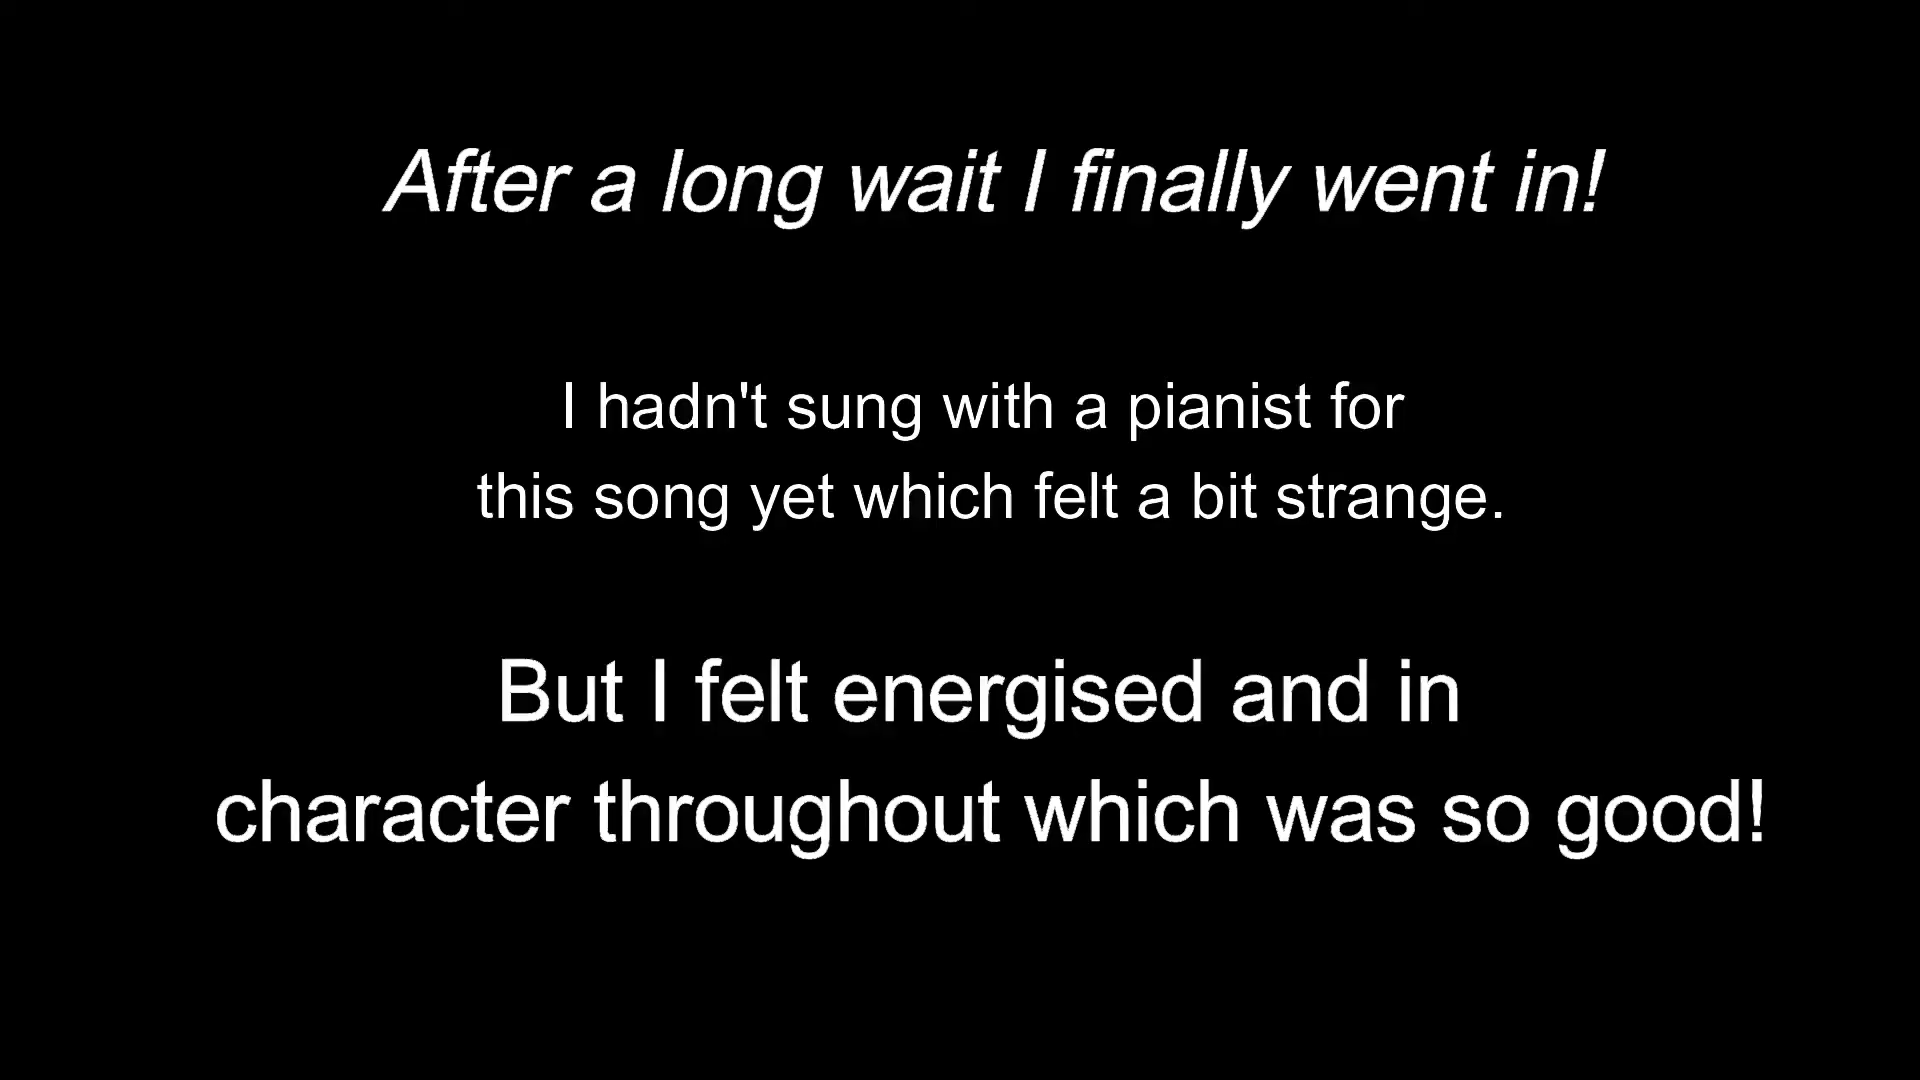 After a long wait I finally went in!
I hadn't sung with a pianist for
this song yet which felt a bit strange.
But I felt energised and in
character throughout which was so good!